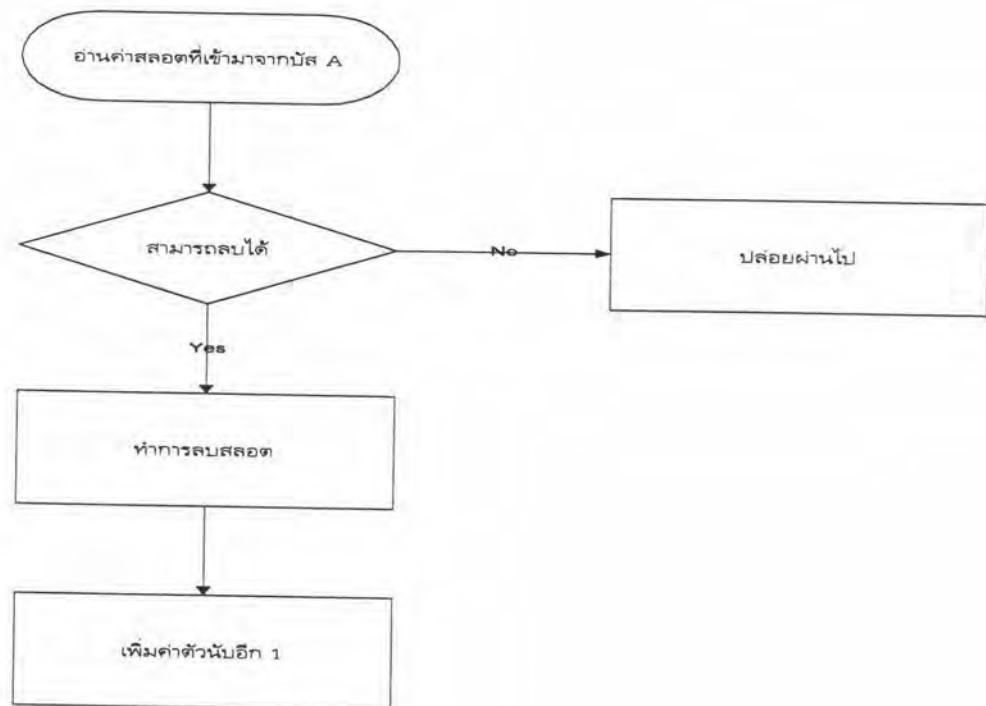 อ่านค่าสลอตที่เข้ามาจากบัส A
สามารถลบได้
No
ปล่อยผ่านไป
Yes
ทำการลบสลอต
เพิ่มค่าตัวนับอีก 1